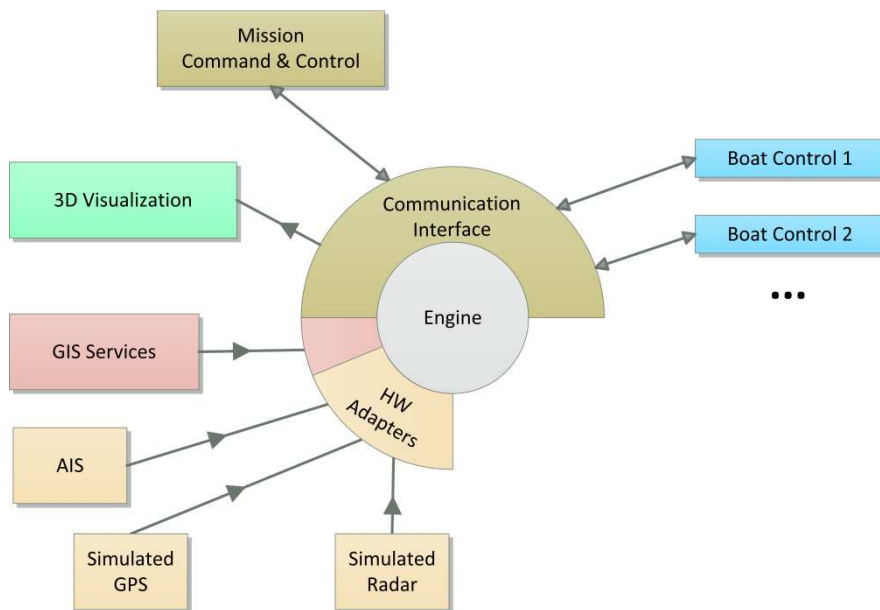 Mission
Command & Control
3D Visualization
Communication
Interface
Boat Control 1
Boat Control 2
...
Engine
GIS Services
HW
Adapters
AIS
Simulated
GPS
Simulated
Radar